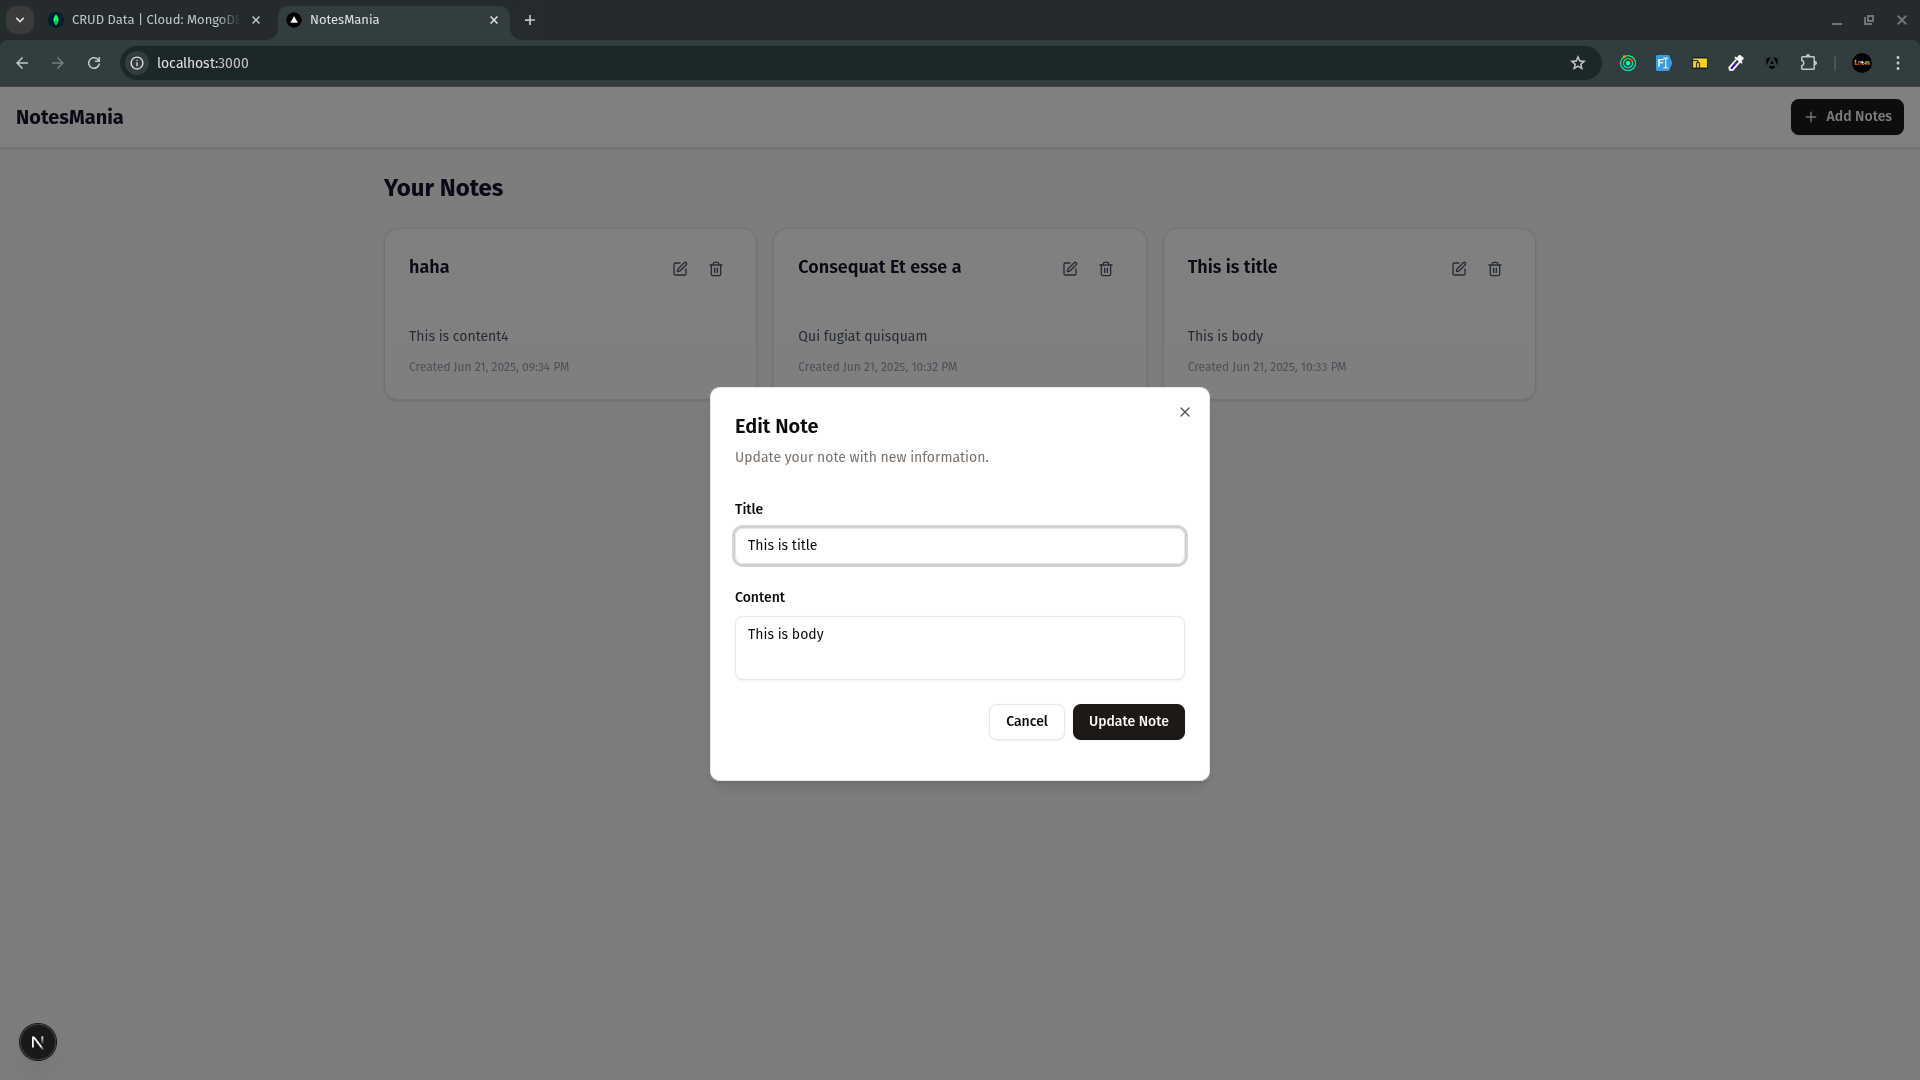 CRUD Data | Cloud: MongoD
NotesMania
localhost:3000
NotesMania
Add Notes
Your Notes
haha
This is content4
Created Jun 21, 2025, 09:34 PM
Consequat Et esse a
Qui fugiat quisquam
Created Jun 21, 2025, 10:32 PM
This is title
This is body
Created Jun 21, 2025, 10:33 PM
Edit Note
Update your note with new information.
Title
This is title
Content
This is body
Cancel
Update Note
N